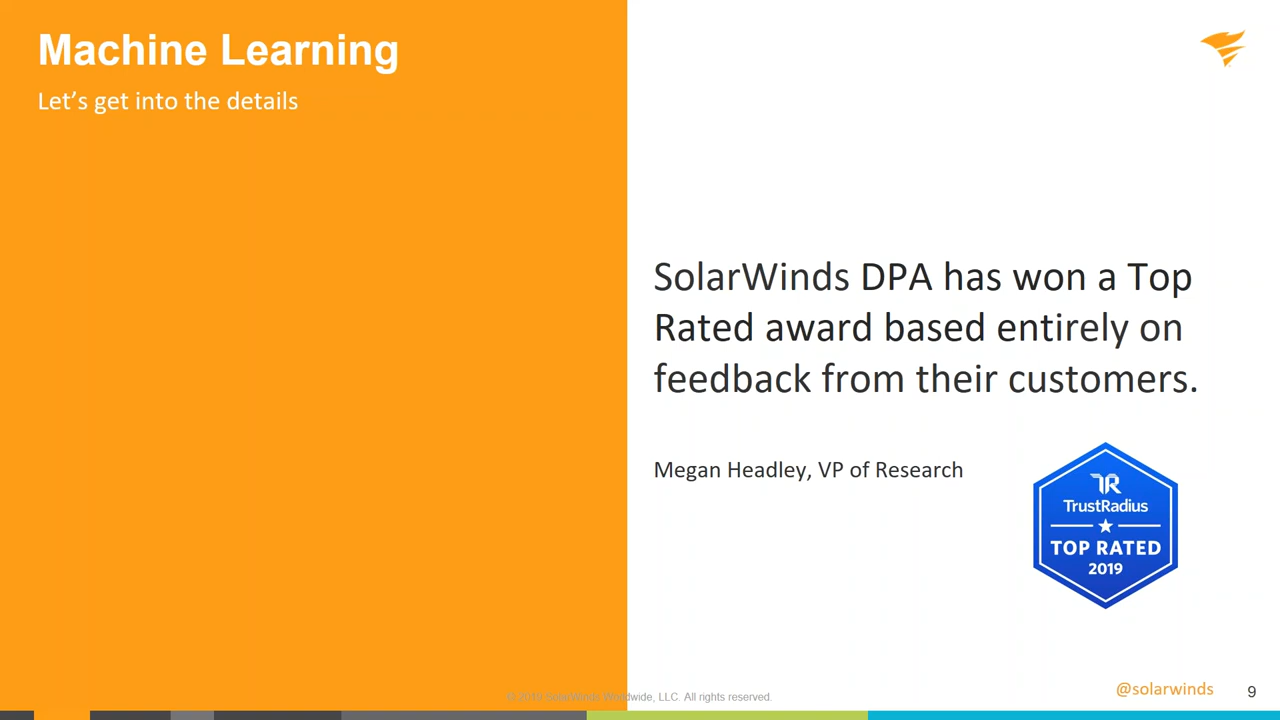 Machine Learning
Let's get into the details
SolarWinds DPA has won a Top
Rated award based entirely on
feedback from their customers.
Megan Headley, VP of Research
TR
TrustRadius
TOP RATED
2019
© 2019 SolarWinds Worldwide, LLC. All rights reserved.
@solarwinds
9